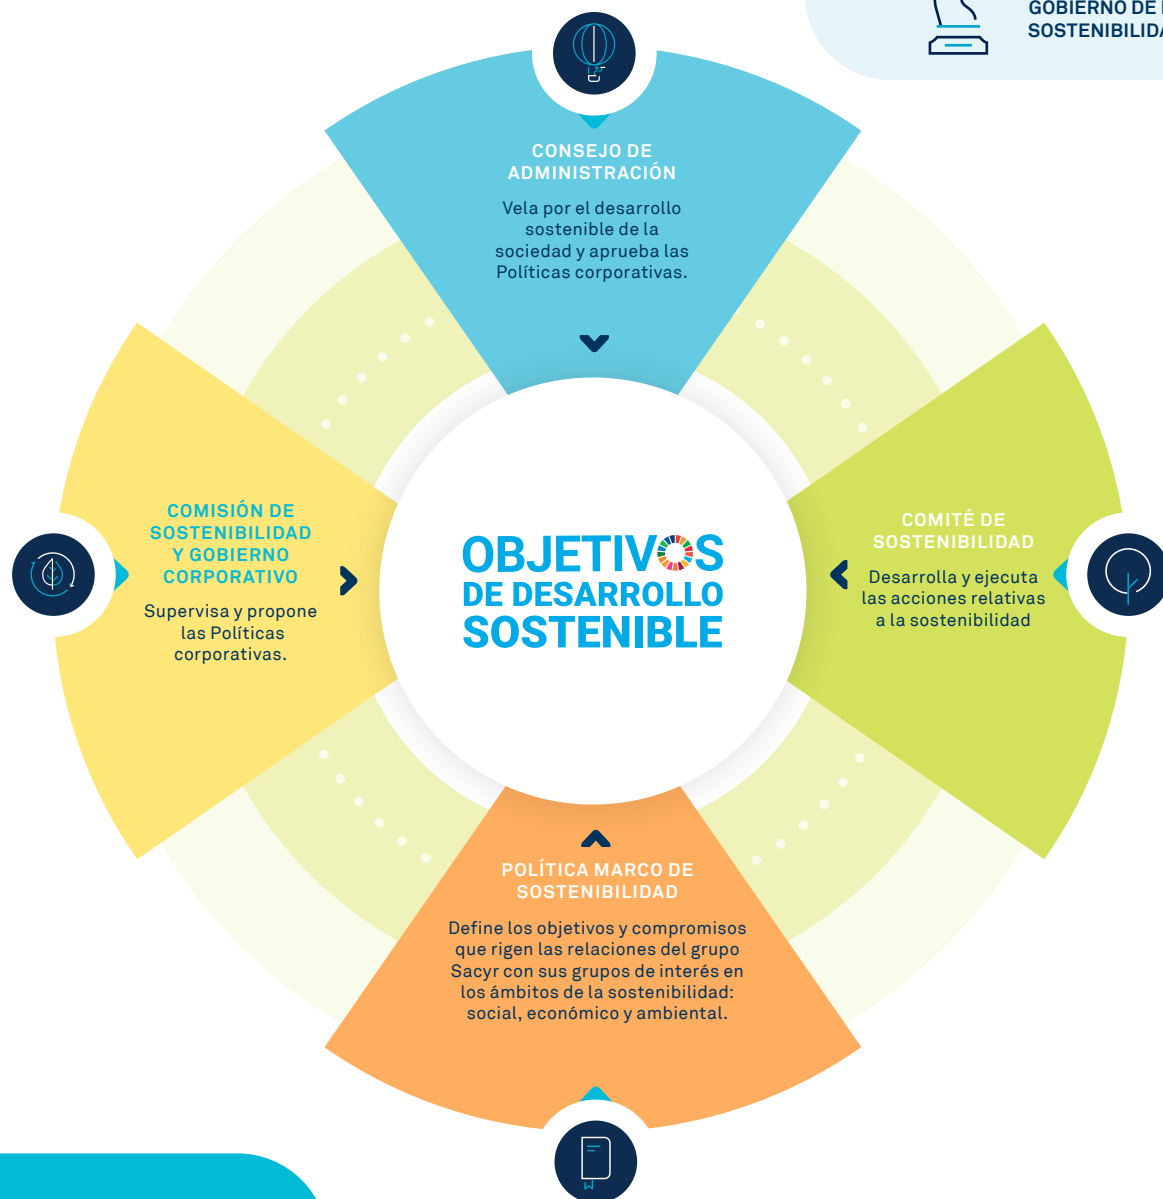 GOBIERNO DE
CONSEJO DE
ADMINISTRACIÓN
Vela por el desarrollo
sostenible de la
sociedad y aprueba las
Políticas corporativas.
COMISIÓN DE
SOSTENIBILIDAD
Y GOBIERNO
CORPORATIVO
Supervisa y propone
las Políticas
corporativas.
OBJETIVOS
DE DESARROLLO
SOSTENIBLE
COMITÉ DE
SOSTENIBILIDAD
Desarrolla y ejecuta
las acciones relativas
a la sostenibilidad
POLÍTICA MARCO DE
SOSTENIBILIDAD
Define los objetivos y compromisos
que rigen las relaciones del grupo
Sacyr con sus grupos de interés en
los ámbitos de la sostenibilidad:
social, económico y ambiental.